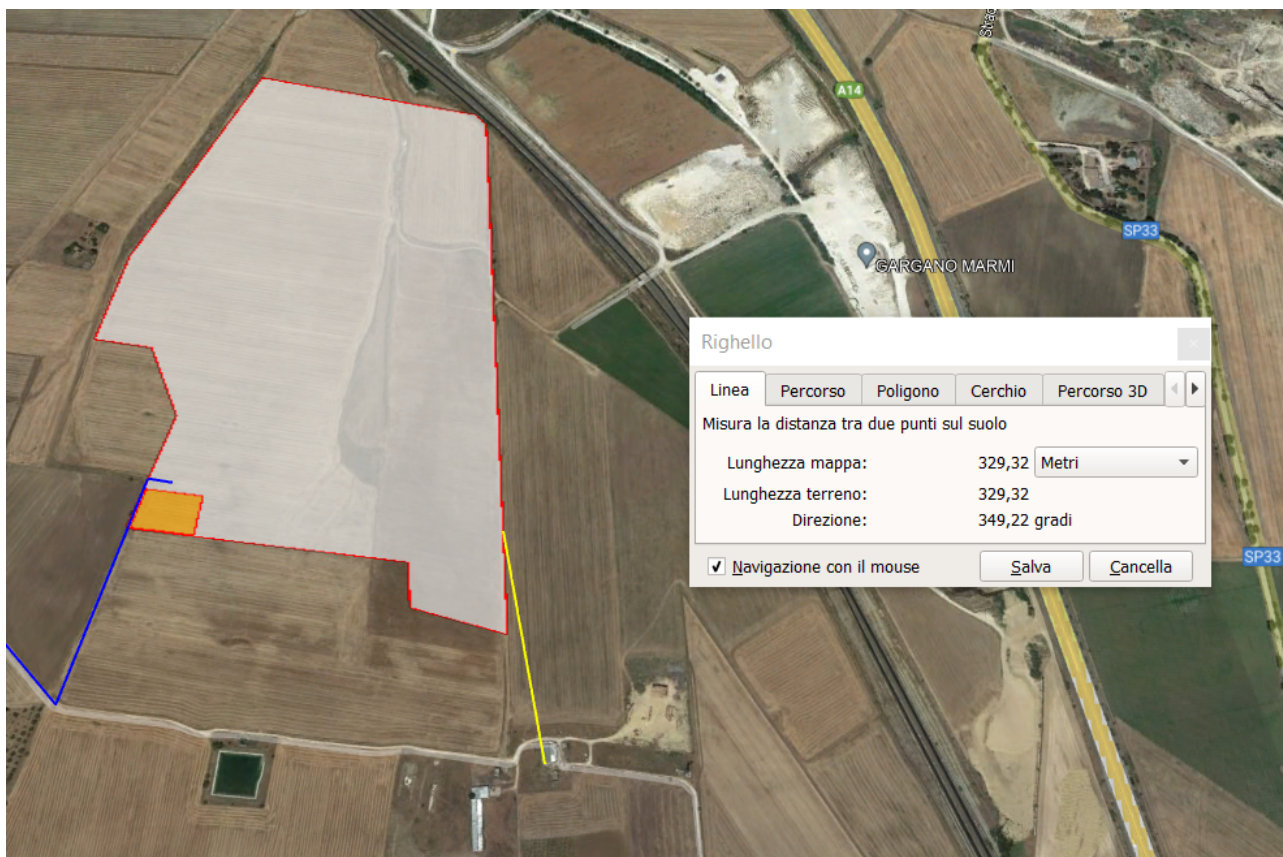 Strad
A14
SP33
GARGANO MARMI
Righello
Linea Percorso Poligono Cerchio Percorso 3D
Misura la distanza tra due punti sul suolo
Lunghezza mappa: 329,32 Metri
Lunghezza terreno: 329,32
Direzione: 349,22 gradi
Navigazione con il mouse Salva Cancella
SP33